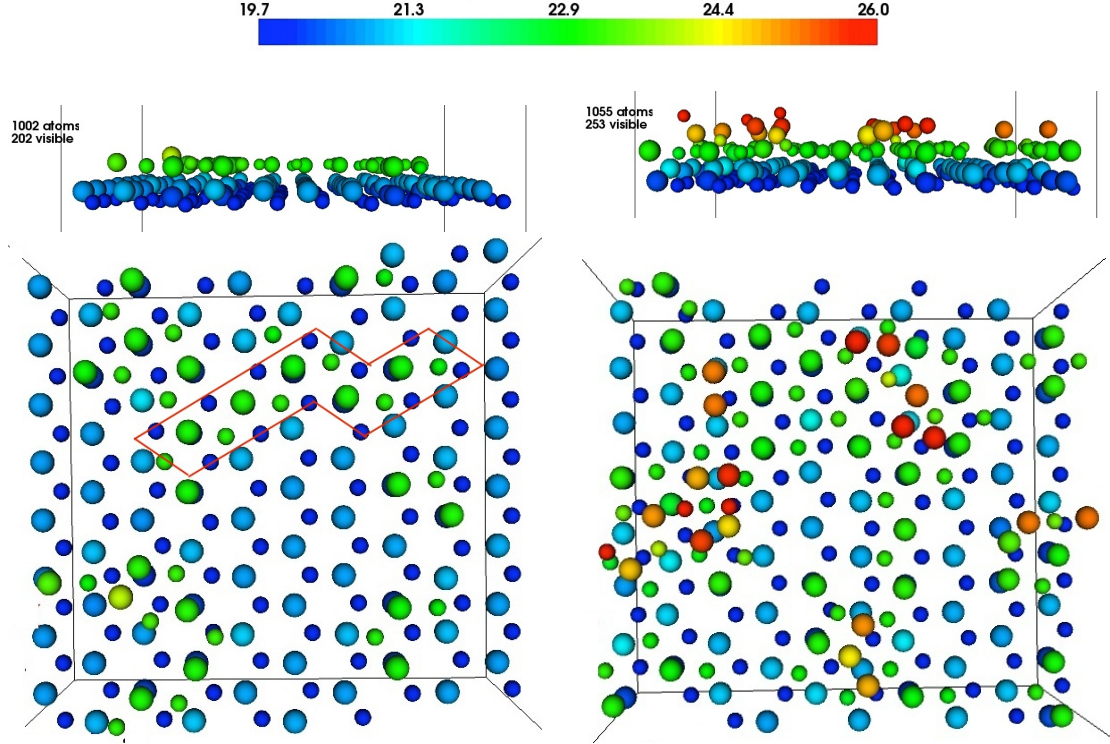 19.7 21.3 22.9 24.4 26.0
1002 atoms
202 visible
1055 atoms
253 visible